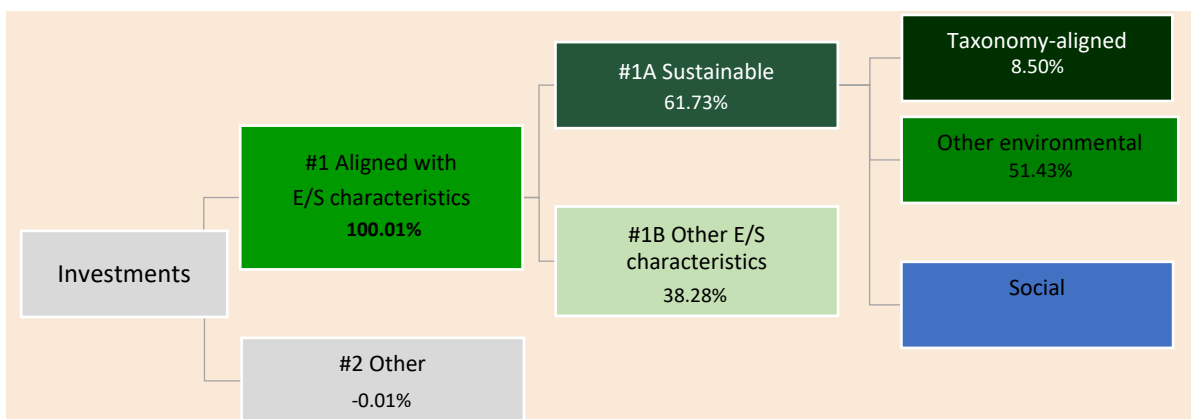 Investments
#1 Aligned with
E/S characteristics
100.01%
#2 Other
-0.01%
#1A Sustainable
61.73%
#1B Other E/S
characteristics
38.28%
Taxonomy-aligned
8.50%
Other environmental
51.43%
Social